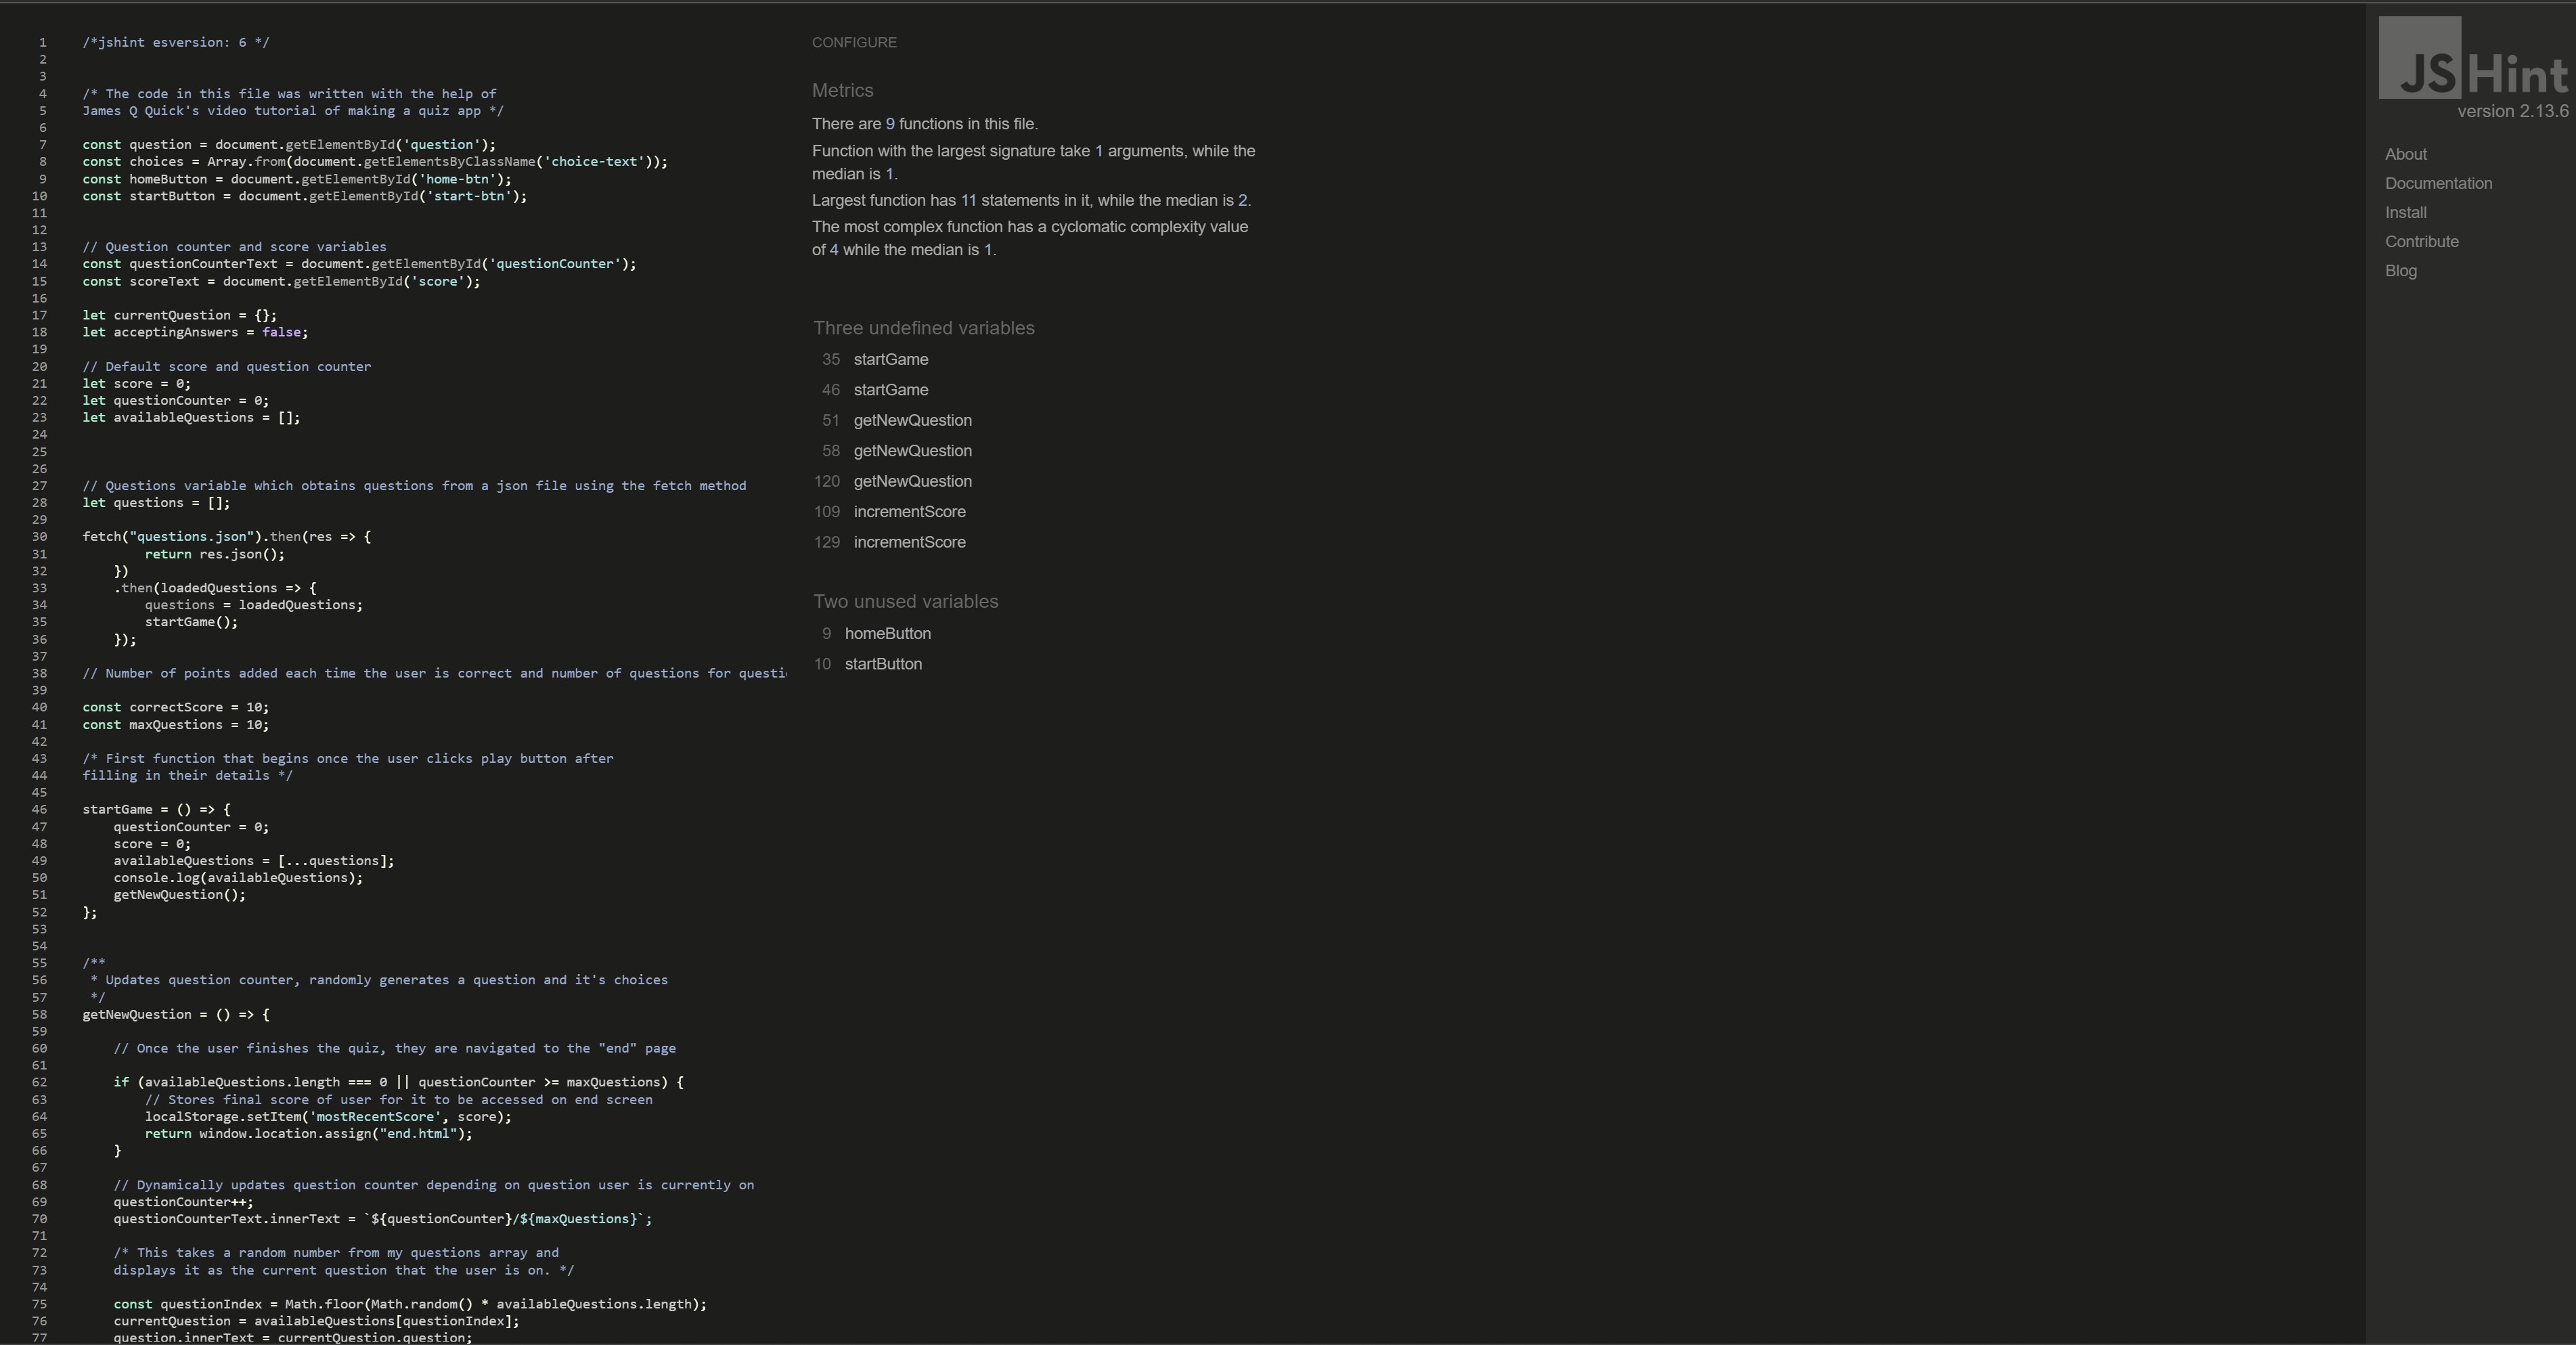 1 /*jshint esversion: 6 */
2
3
4 /* The code in this file was written with the help of
5 James Q Quick's video tutorial of making a quiz app */
6
7 const question = document.getElementById('question');
8 const choices = Array.from(document.getElementsByClassName('choice-text'));
9 const homeButton = document.getElementById('home-btn');
10 const startButton = document.getElementById('start-btn');
11
12
13 // Question counter and score variables
14 const questionCounterText = document.getElementById('questionCounter');
15 const scoreText = document.getElementById('score');
16
17 let currentQuestion = {};
18 let acceptingAnswers = false;
19
20 // Default score and question counter
21 let score = 0;
22 let questionCounter = 0;
23 let availableQuestions = [];
24
25
26
27 // Questions variable which obtains questions from a json file using the fetch method
28 let questions = [];
29
30 fetch("questions.json").then(res => {
31 return res.json();
32 })
33 .then(loadedQuestions => {
34 questions = loadedQuestions;
35 startGame();
36 });
37
38 // Number of points added each time the user is correct and number of questions for questi
39
40 const correctScore = 10;
41 const maxQuestions = 10;
42
43 /* First function that begins once the user clicks play button after
44 filling in their details */
45
46 startGame = () => {
47 questionCounter = 0;
48 score = 0;
49 availableQuestions = [...questions];
50 console.log(availableQuestions);
51 getNewQuestion();
52 };
53
54
55 /**
56 * Updates question counter, randomly generates a question and it's choices
57 */
58 getNewQuestion = () => {
59
60 // Once the user finishes the quiz, they are navigated to the "end" page
61
62 if (availableQuestions.length === 0 || questionCounter >= maxQuestions) {
63 // Stores final score of user for it to be accessed on end screen
64 localStorage.setItem('mostRecentScore', score);
65 return window.location.assign("end.html");
66 }
67
68 // Dynamically updates question counter depending on question user is currently on
69 questionCounter++;
70 questionCounterText.innerText = `${questionCounter}/${maxQuestions}`;
71
72 /* This takes a random number from my questions array and
73 displays it as the current question that the user is on. */
74
75 const questionIndex = Math.floor(Math.random() * availableQuestions.length);
76 currentQuestion = availableQuestions[questionIndex];
77 question.innerText = currentQuestion.question;
CONFIGURE
Metrics
There are 9 functions in this file.
Function with the largest signature take 1 arguments, while the
median is 1.
Largest function has 11 statements in it, while the median is 2.
The most complex function has a cyclomatic complexity value
of 4 while the median is 1.
Three undefined variables
35 startGame
46 startGame
51 getNewQuestion
58 getNewQuestion
120 getNewQuestion
109 incrementScore
129 incrementScore
Two unused variables
9 homeButton
10 startButton
JSHint
version 2.13.6
About
Documentation
Install
Contribute
Blog